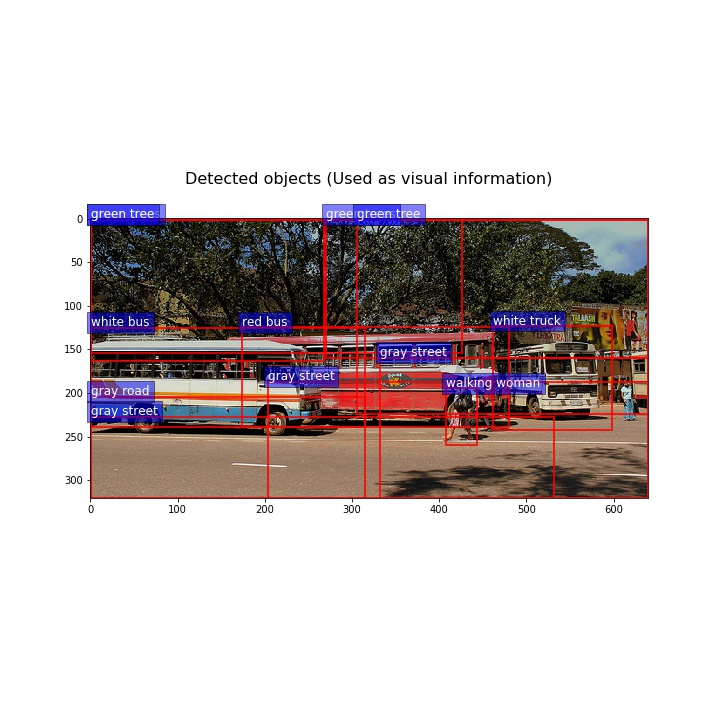 Detected objects (Used as visual information)
green trees
gree
green tree
white bus
red bus
white truck
gray street
gray street
walking woman
gray road
gray street
0
50
100
150
200
250
300
0
100
200
300
400
500
600